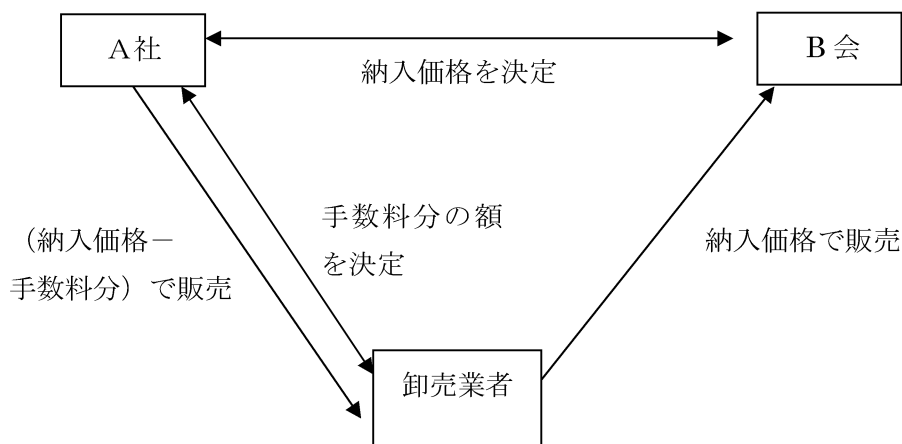 A社
B会
納入価格を決定
手数料分の額
を決定
（納入価格－
手数料分）で販売
納入価格で販売
卸売業者